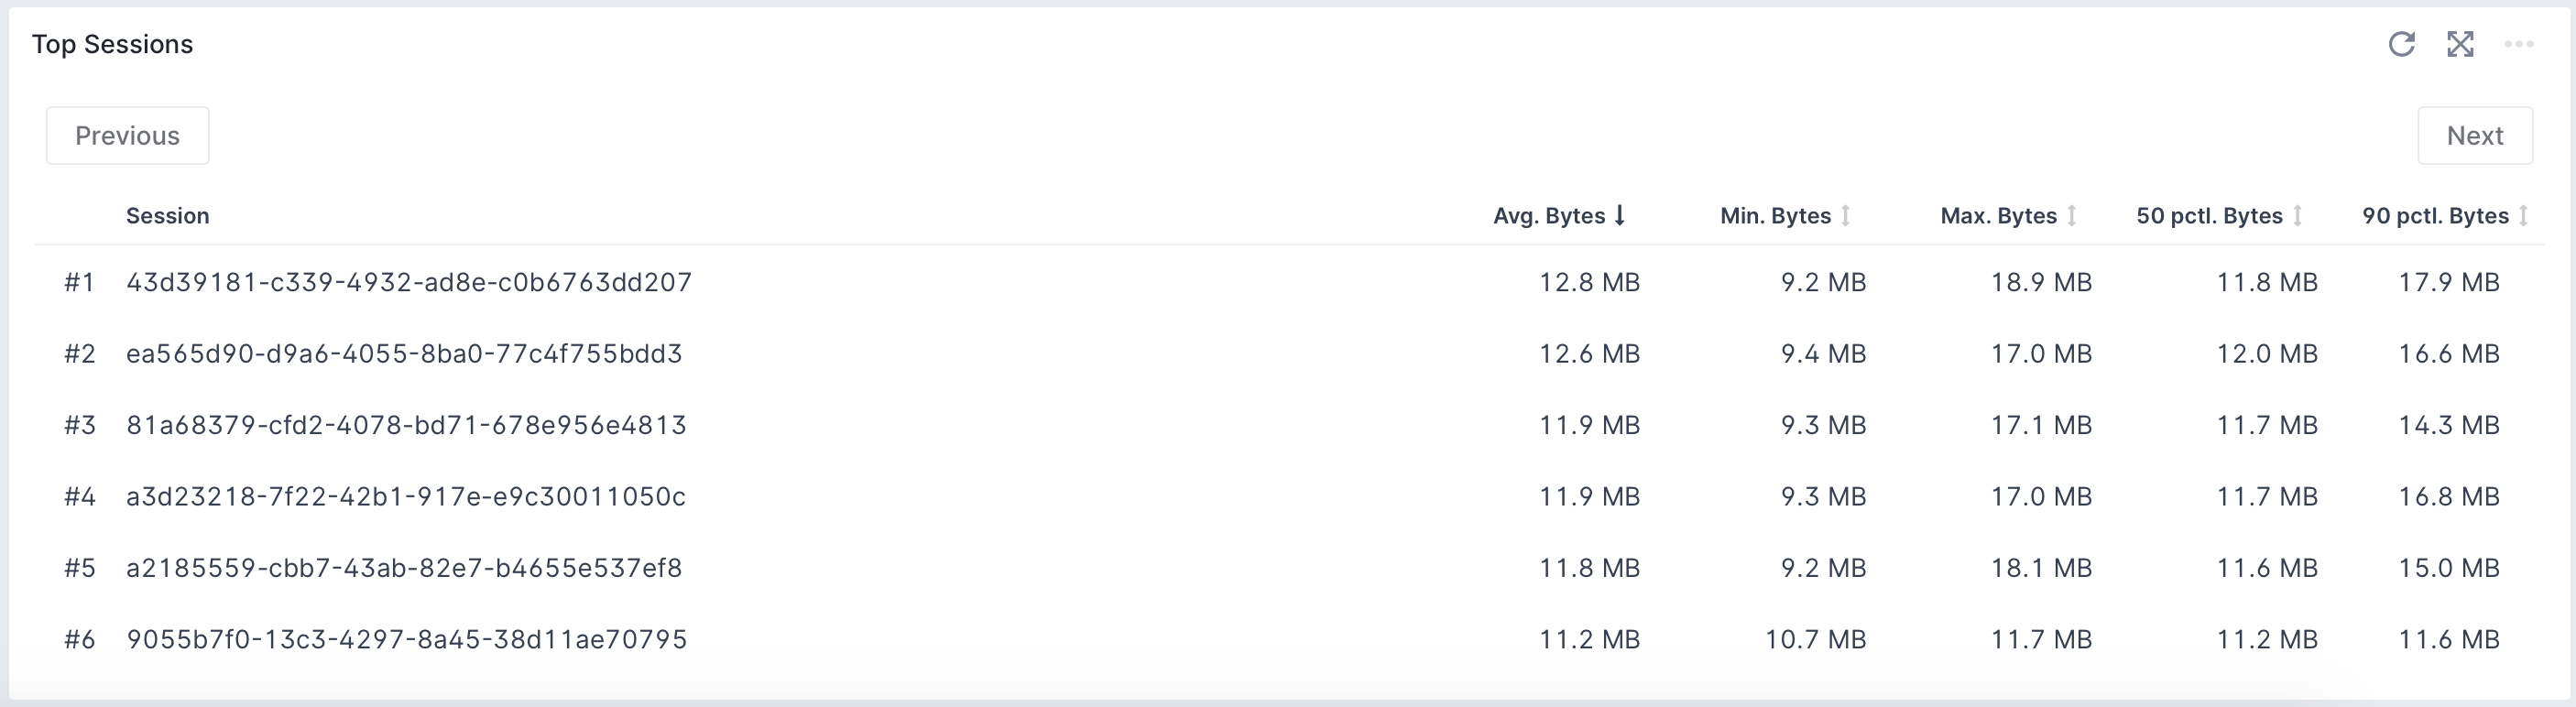 Top Sessions
Previous Next
Session Avg. Bytes Min. Bytes Max. Bytes 50 pctl. Bytes 90 pctl. Bytes
#1 43d39181-c339-4932-ad8e-c0b6763dd207 12.8 MB 9.2 MB 18.9 MB 11.8 MB 17.9 MB
#2 ea565d90-d9a6-4055-8ba0-77c4f755bdd3 12.6 MB 9.4 MB 17.0 MB 12.0 MB 16.6 MB
#3 81a68379-cfd2-4078-bd71-678e956e4813 11.9 MB 9.3 MB 17.1 MB 11.7 MB 14.3 MB
#4 a3d23218-7f22-42b1-917e-e9c30011050c 11.9 MB 9.3 MB 17.0 MB 11.7 MB 16.8 MB
#5 a2185559-cbb7-43ab-82e7-b4655e537ef8 11.8 MB 9.2 MB 18.1 MB 11.6 MB 15.0 MB
#6 9055b7f0-13c3-4297-8a45-38d11ae70795 11.2 MB 10.7 MB 11.7 MB 11.2 MB 11.6 MB